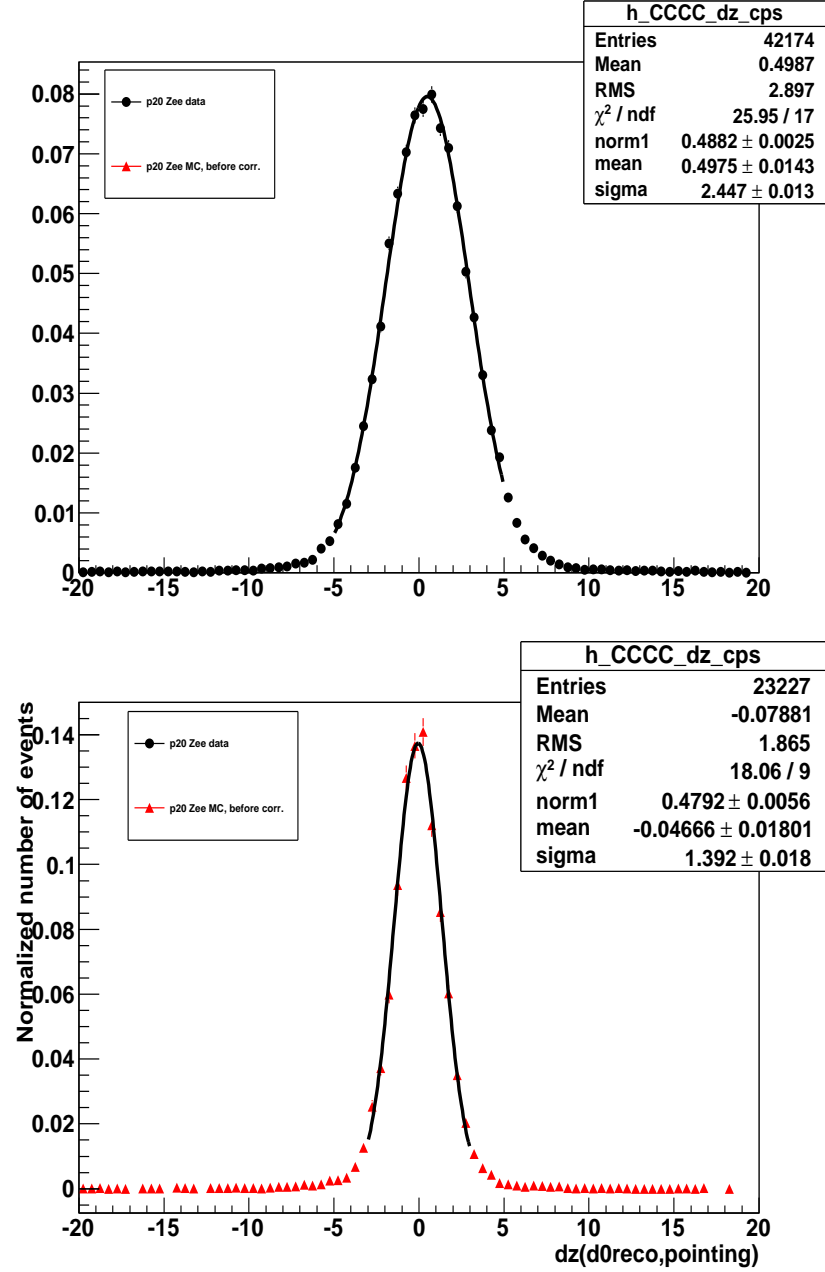 h_CCCC_dz_cps
Entries 42174
Mean 0.4987
RMS 2.897
χ² / ndf 25.95 / 17
norm1 0.4882 ± 0.0025
mean 0.4975 ± 0.0143
sigma 2.447 ± 0.013
p20 Zee data
p20 Zee MC, before corr.
0.08
0.07
0.06
0.05
0.04
0.03
0.02
0.01
0
-20 -15 -10 -5 0 5 10 15 20
h_CCCC_dz_cps
Entries 23227
Mean -0.07881
RMS 1.865
χ² / ndf 18.06 / 9
norm1 0.4792 ± 0.0056
mean -0.04666 ± 0.01801
sigma 1.392 ± 0.018
p20 Zee data
p20 Zee MC, before corr.
Normalized number of events
0.14
0.12
0.1
0.08
0.06
0.04
0.02
0
-20 -15 -10 -5 0 5 10 15 20
dz(d0reco,pointing)